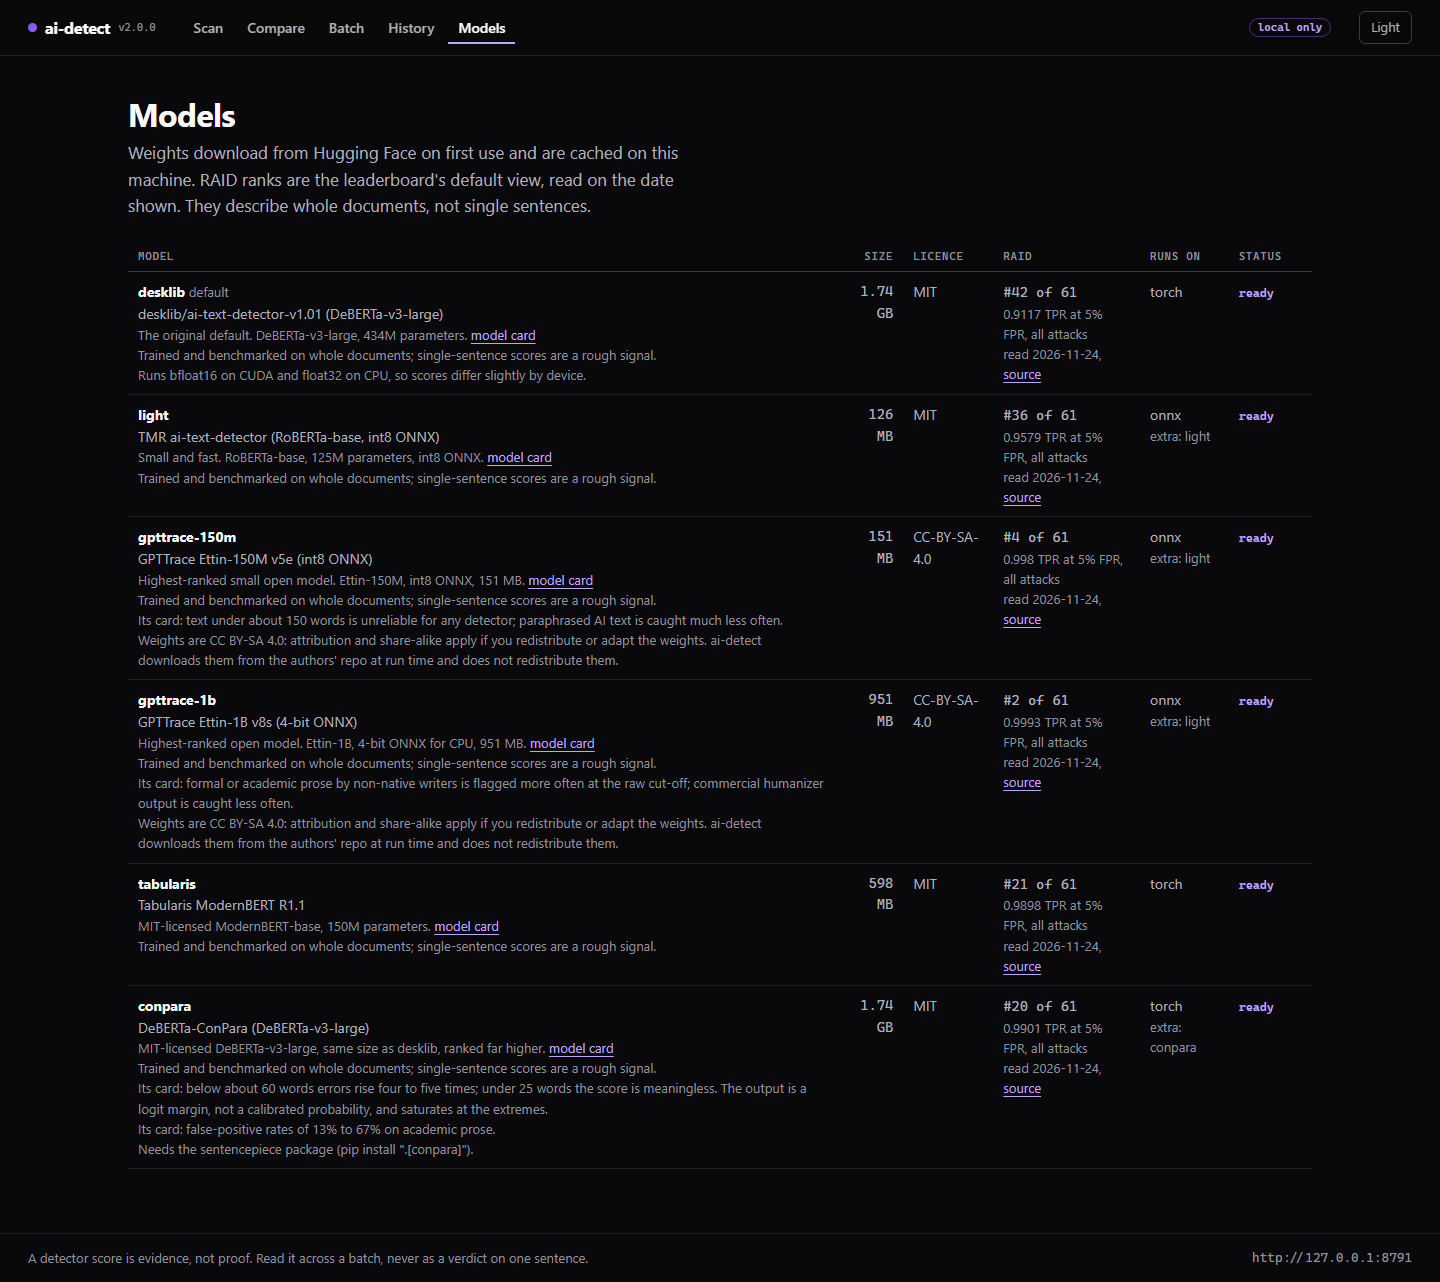 ai-detect v2.0.0 Scan Compare Batch History Models local only Light
Models
Weights download from Hugging Face on first use and are cached on this
machine. RAID ranks are the leaderboard's default view, read on the date
shown. They describe whole documents, not single sentences.
MODEL SIZE LICENCE RAID RUNS ON STATUS
desklib default
desklib/ai-text-detector-v1.01 (DeBERTa-v3-large)
The original default. DeBERTa-v3-large, 434M parameters. model card
Trained and benchmarked on whole documents; single-sentence scores are a rough signal.
Runs bfloat16 on CUDA and float32 on CPU, so scores differ slightly by device.
1.74
GB
MIT
#42 of 61
0.9117 TPR at 5%
FPR, all attacks
read 2026-11-24,
source
torch
ready
light
TMR ai-text-detector (RoBERTa-base, int8 ONNX)
Small and fast. RoBERTa-base, 125M parameters, int8 ONNX. model card
Trained and benchmarked on whole documents; single-sentence scores are a rough signal.
126
MB
MIT
#36 of 61
0.9579 TPR at 5%
FPR, all attacks
read 2026-11-24,
source
onnx
extra: light
ready
gpttrace-150m
GPTTrace Ettin-150M v5e (int8 ONNX)
Highest-ranked small open model. Ettin-150M, int8 ONNX, 151 MB. model card
Trained and benchmarked on whole documents; single-sentence scores are a rough signal.
Its card: text under about 150 words is unreliable for any detector; paraphrased AI text is caught much less often.
Weights are CC BY-SA 4.0: attribution and share-alike apply if you redistribute or adapt the weights. ai-detect
downloads them from the authors' repo at run time and does not redistribute them.
151
MB
CC-BY-SA-
4.0
#4 of 61
0.998 TPR at 5% FPR,
all attacks
read 2026-11-24,
source
onnx
extra: light
ready
gpttrace-1b
GPTTrace Ettin-1B v8s (4-bit ONNX)
Highest-ranked open model. Ettin-1B, 4-bit ONNX for CPU, 951 MB. model card
Trained and benchmarked on whole documents; single-sentence scores are a rough signal.
Its card: formal or academic prose by non-native writers is flagged more often at the raw cut-off; commercial humanizer
output is caught less often.
Weights are CC BY-SA 4.0: attribution and share-alike apply if you redistribute or adapt the weights. ai-detect
downloads them from the authors' repo at run time and does not redistribute them.
951
MB
CC-BY-SA-
4.0
#2 of 61
0.9993 TPR at 5%
FPR, all attacks
read 2026-11-24,
source
onnx
extra: light
ready
tabularis
Tabularis ModernBERT R1.1
MIT-licensed ModernBERT-base, 150M parameters. model card
Trained and benchmarked on whole documents; single-sentence scores are a rough signal.
598
MB
MIT
#21 of 61
0.9898 TPR at 5%
FPR, all attacks
read 2026-11-24,
source
torch
ready
conpara
DeBERTa-ConPara (DeBERTa-v3-large)
MIT-licensed DeBERTa-v3-large, same size as desklib, ranked far higher. model card
Trained and benchmarked on whole documents; single-sentence scores are a rough signal.
Its card: below about 60 words errors rise four to five times; under 25 words the score is meaningless. The output is a
logit margin, not a calibrated probability, and saturates at the extremes.
Its card: false-positive rates of 13% to 67% on academic prose.
Needs the sentencepiece package (pip install ".[conpara]").
1.74
GB
MIT
#20 of 61
0.9901 TPR at 5%
FPR, all attacks
read 2026-11-24,
source
torch
extra:
conpara
ready
A detector score is evidence, not proof. Read it across a batch, never as a verdict on one sentence.
http://127.0.0.1:8791